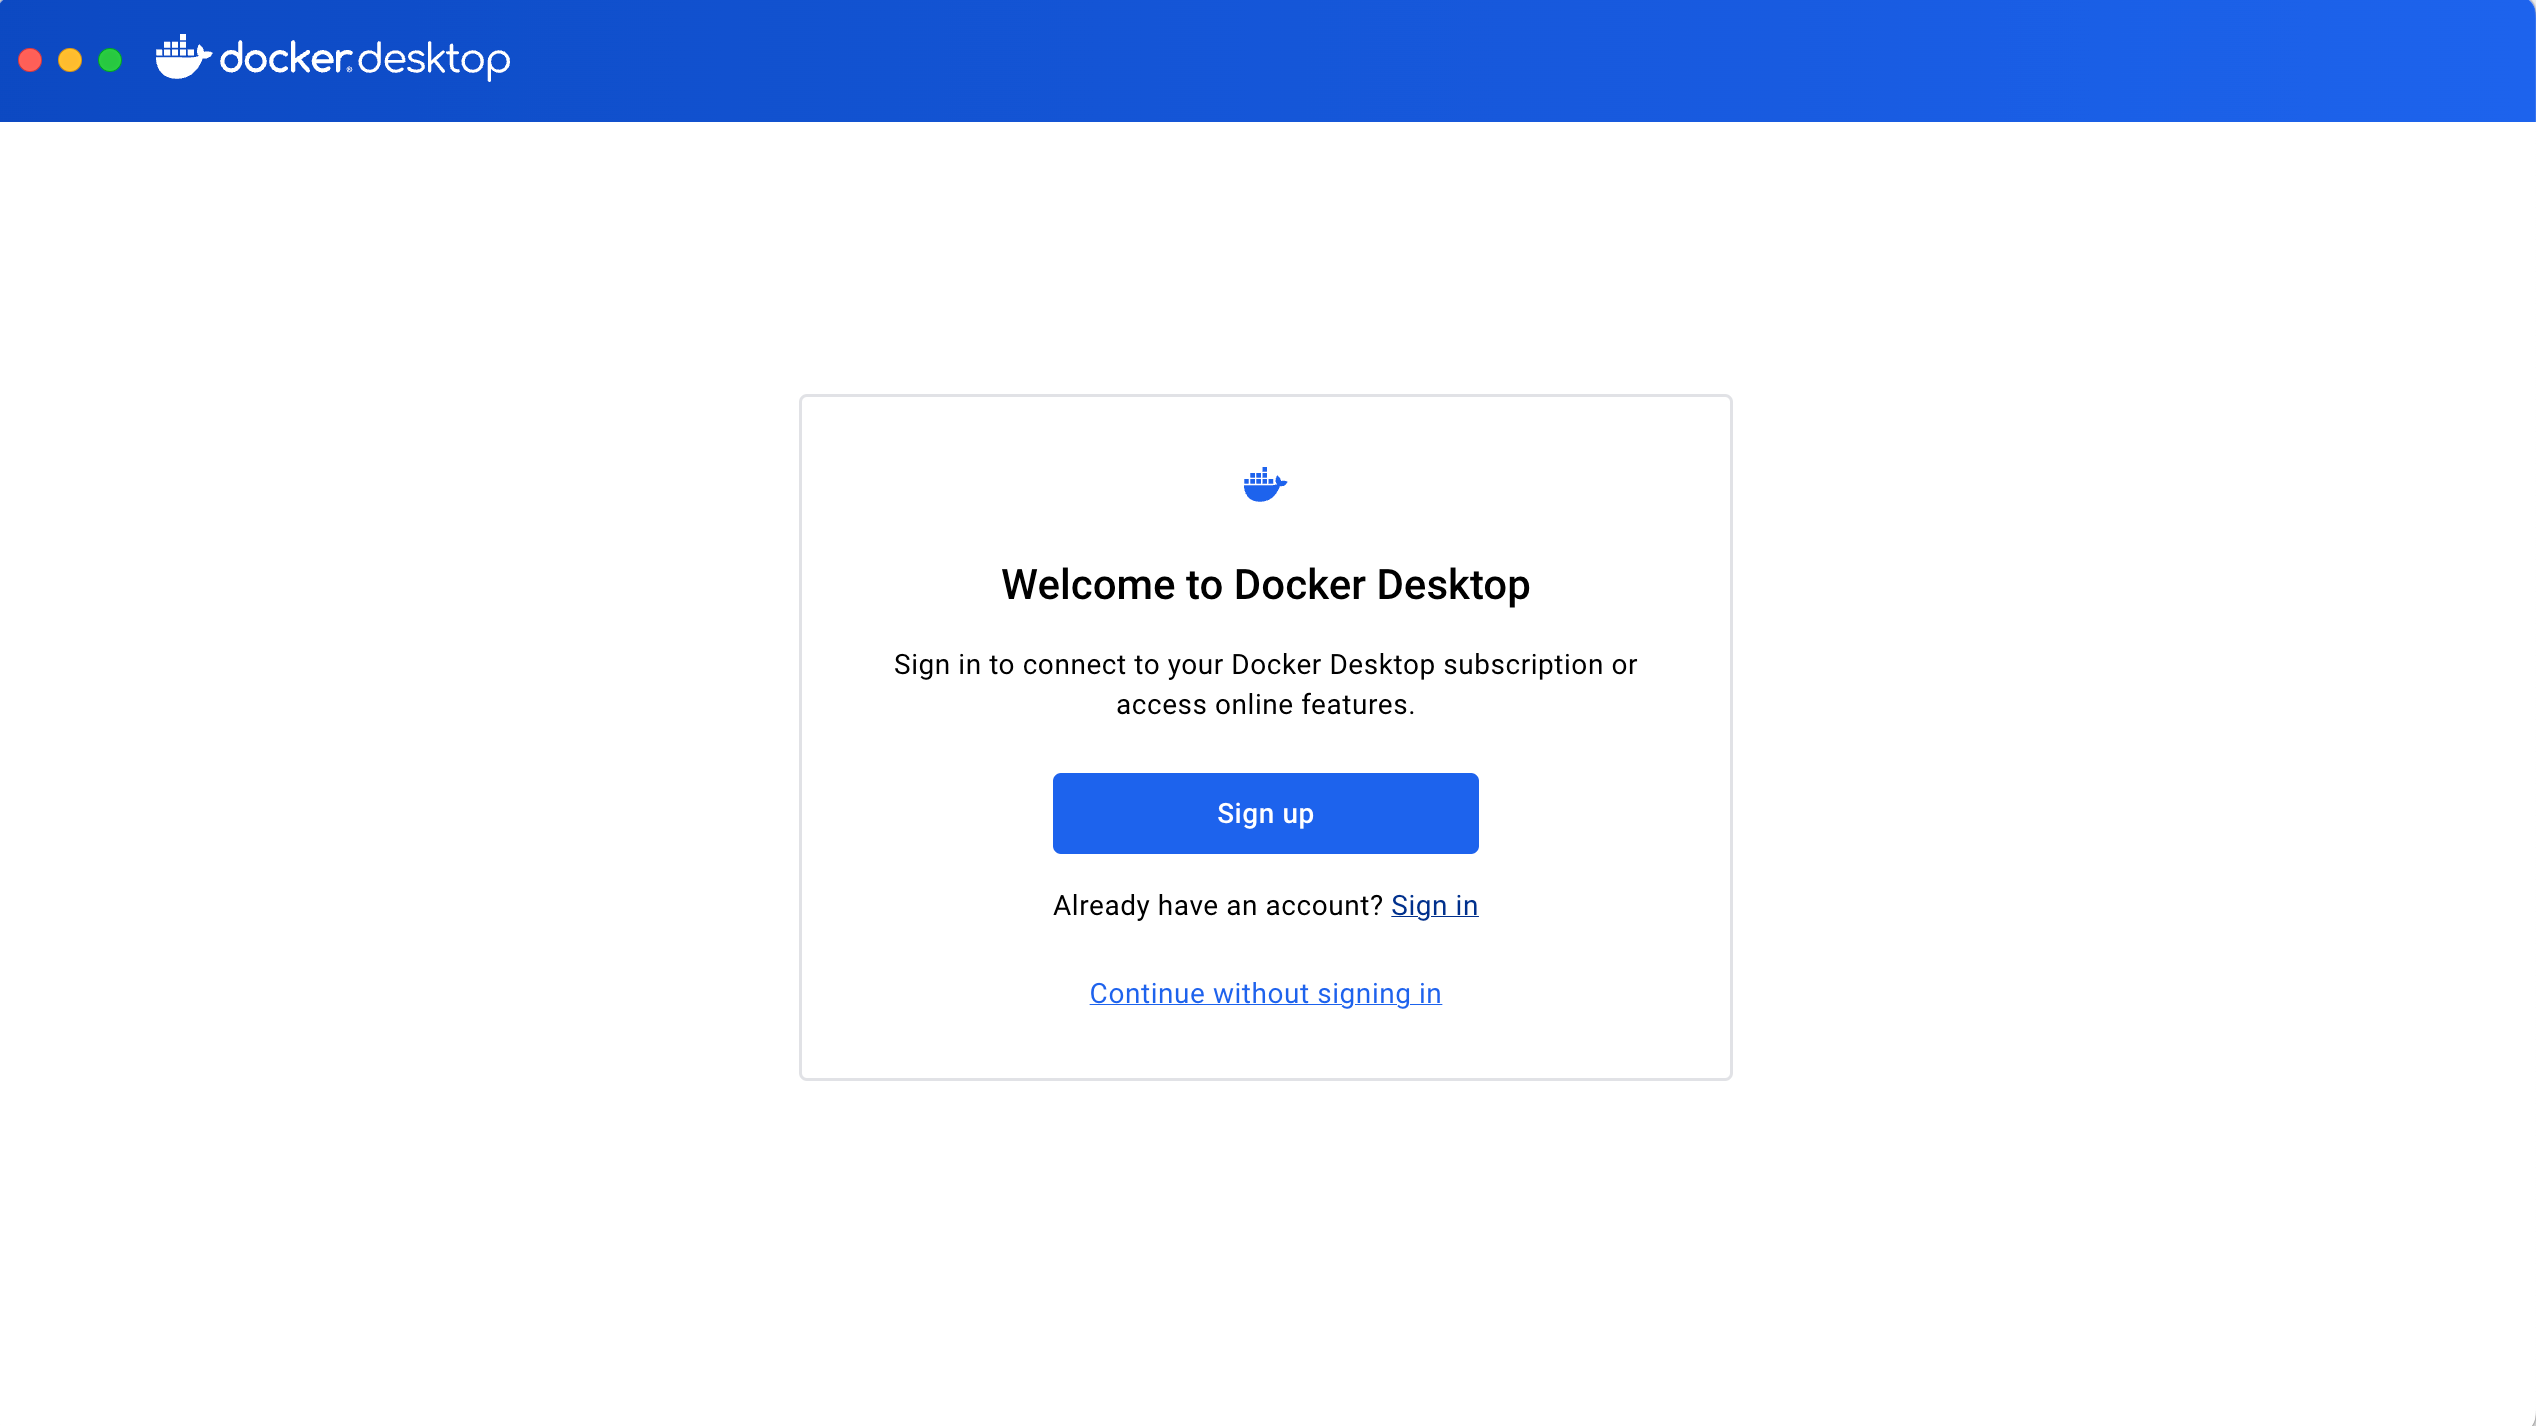 docker desktop
Welcome to Docker Desktop
Sign in to connect to your Docker Desktop subscription or
access online features.
Sign up
Already have an account? Sign in
Continue without signing in